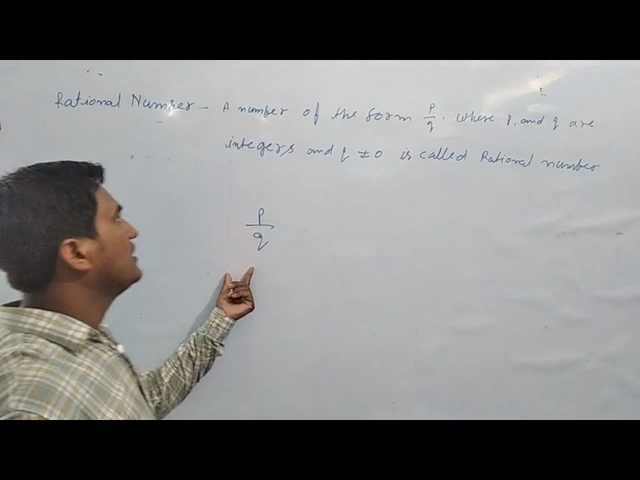 Rational Number - A number of the form p/q. where P, and q are
integers and q ≠ 0 is called Rational number
p
q